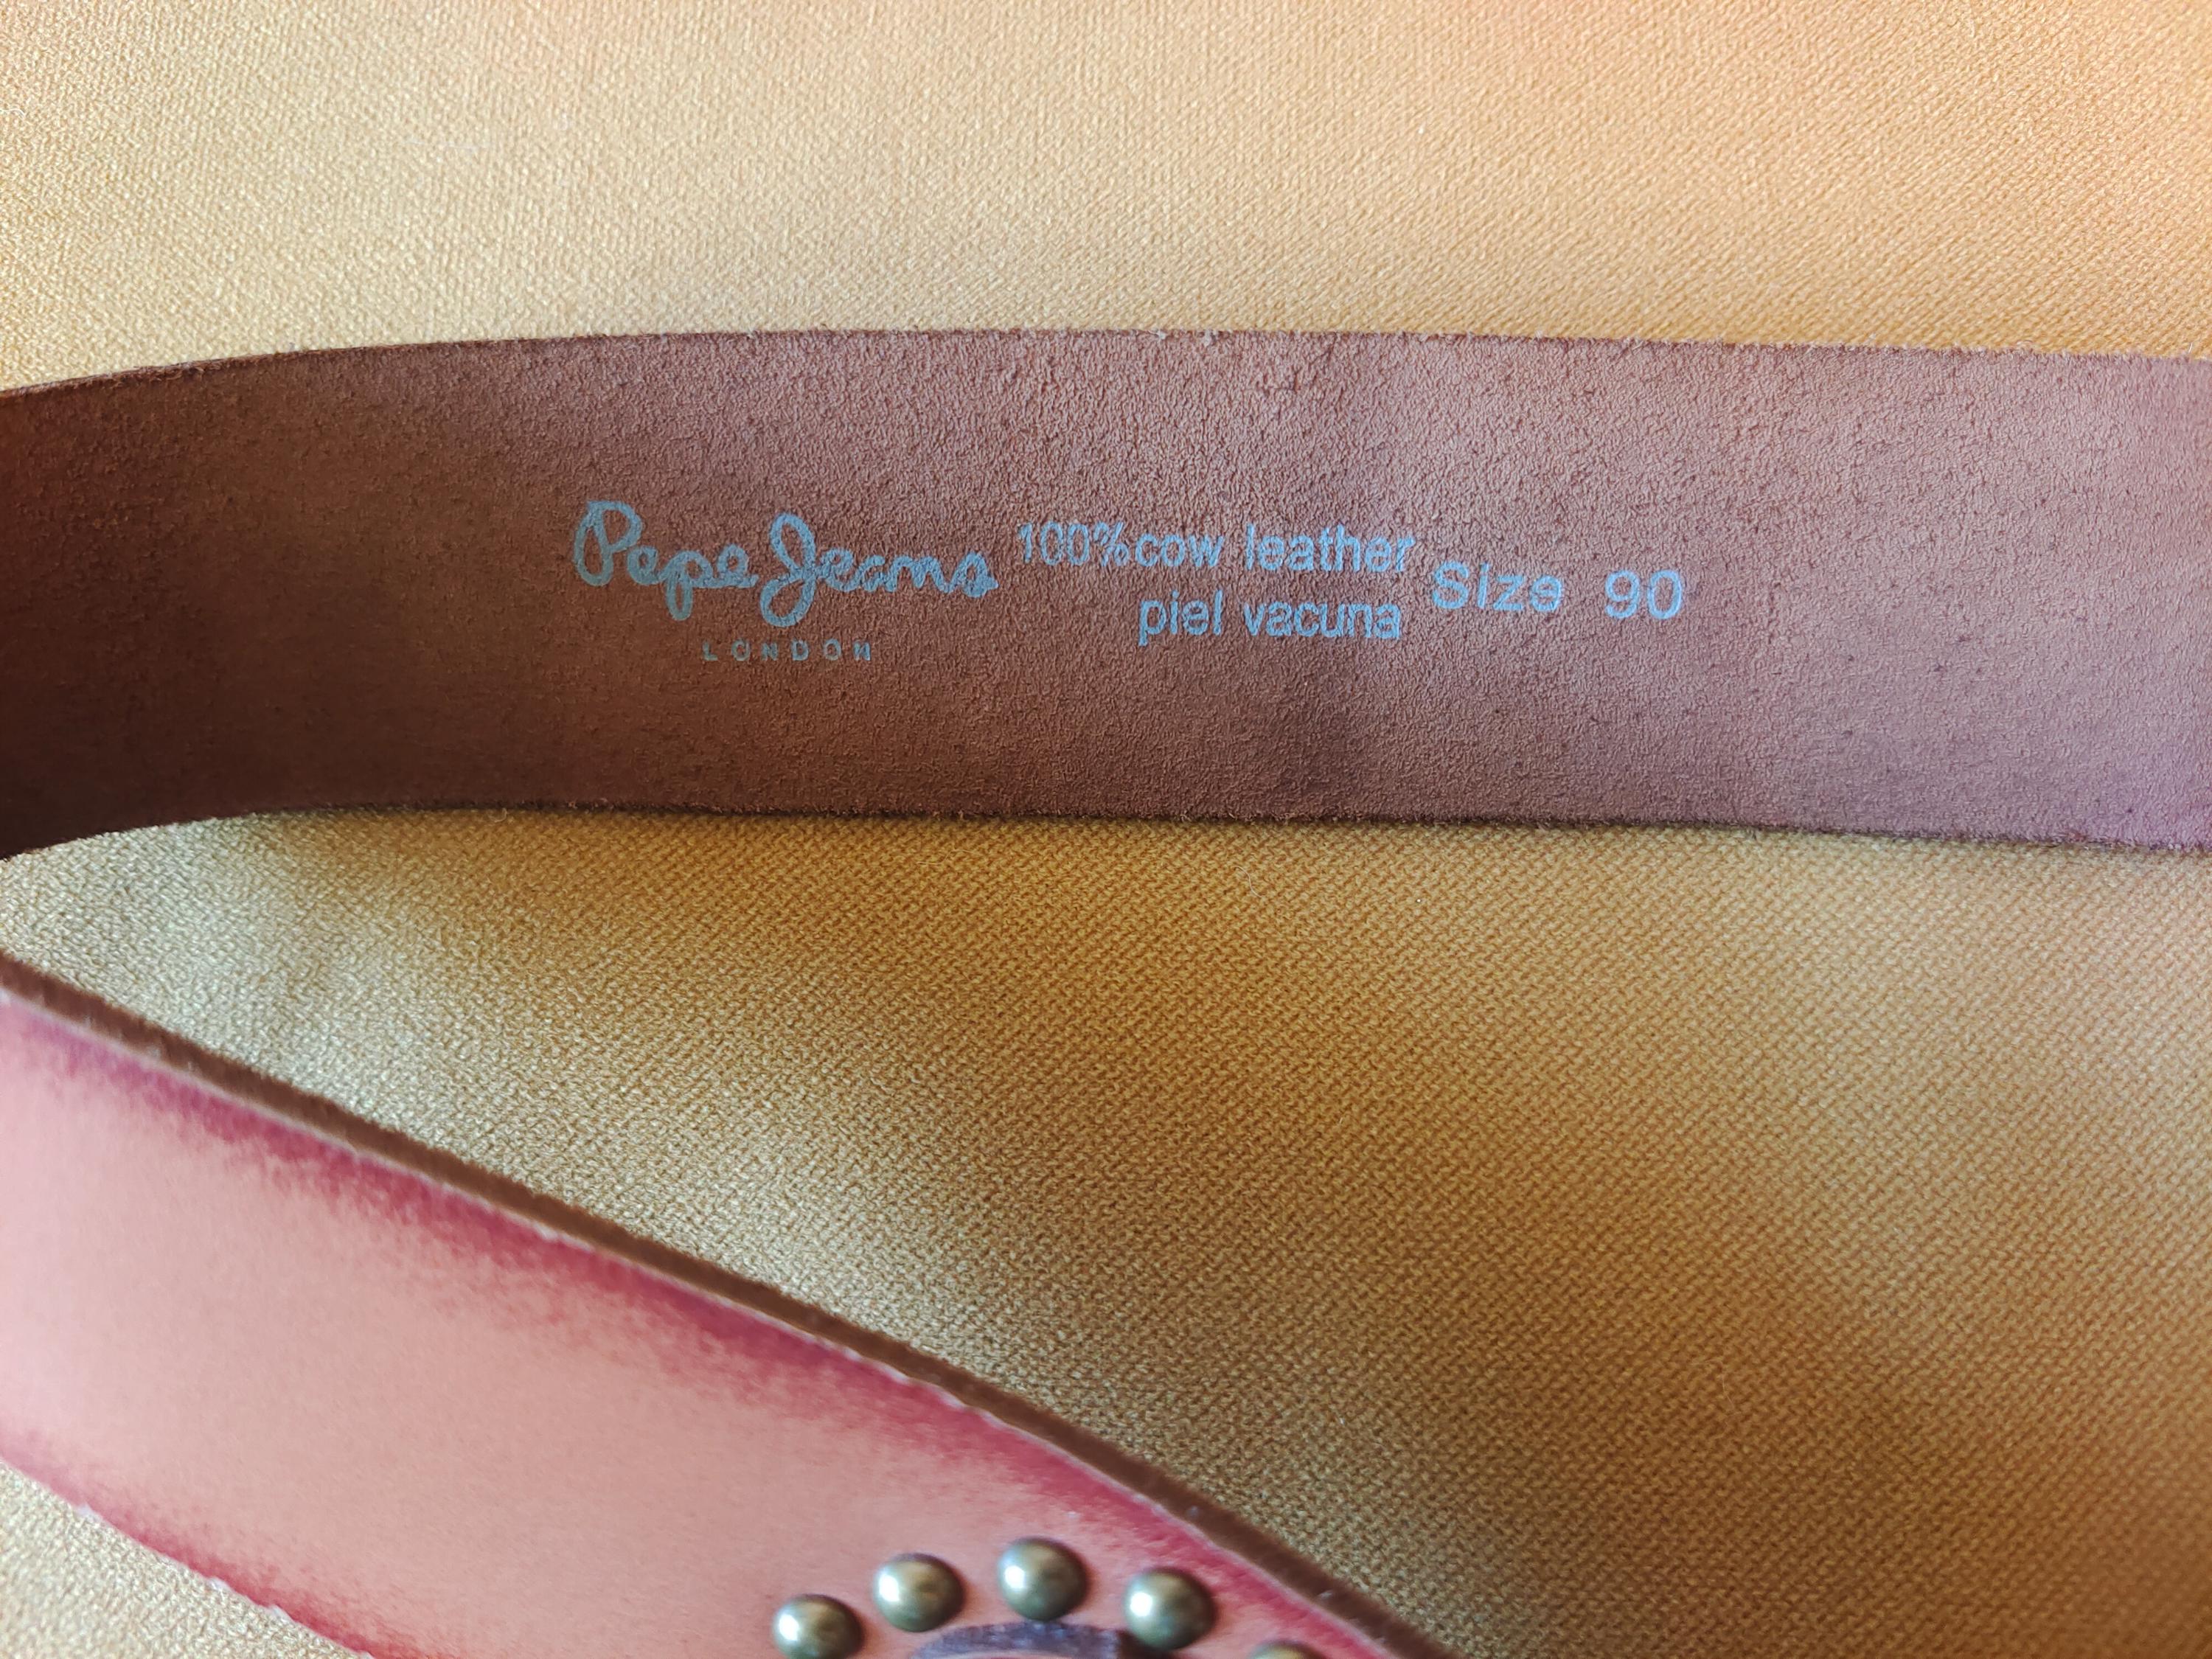 Pepe Jeans
LONDON
100%cow leather
piel vacuna
Size 90